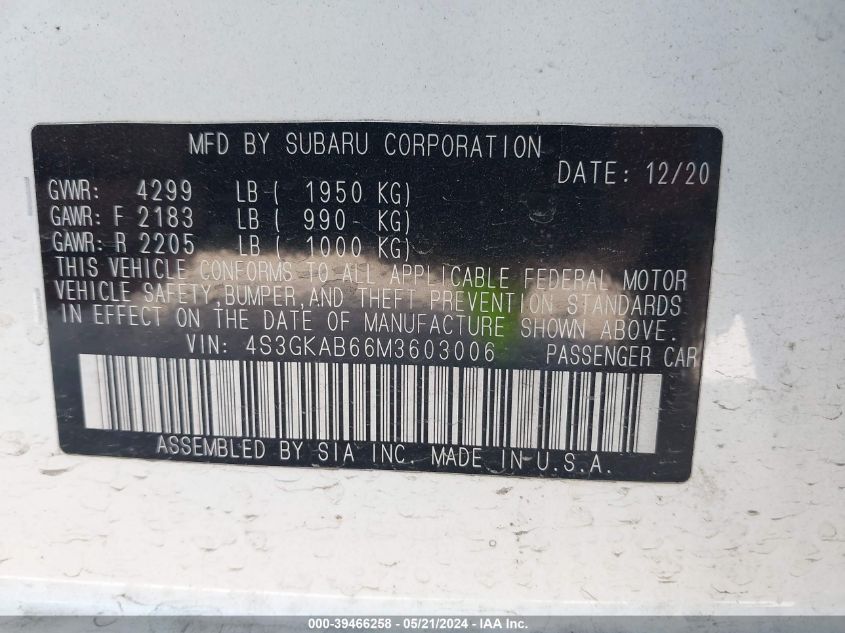 MFD BY SUBARU CORPORATION
DATE: 12/20
GVWR: 4299 LB ( 1950 KG)
GAWR: F 2183 LB ( 990 KG)
GAWR: R 2205 LB ( 1000 KG)
THIS VEHICLE CONFORMS TO ALL APPLICABLE FEDERAL MOTOR
VEHICLE SAFETY, BUMPER, AND THEFT PREVENTION STANDARDS
IN EFFECT ON THE DATE OF MANUFACTURE SHOWN ABOVE.
VIN: 4S3GKAB66M3603006 PASSENGER CAR
ASSEMBLED BY SIA INC. MADE IN U.S.A.
000-39466258 - 05/21/2024 - IAA Inc.